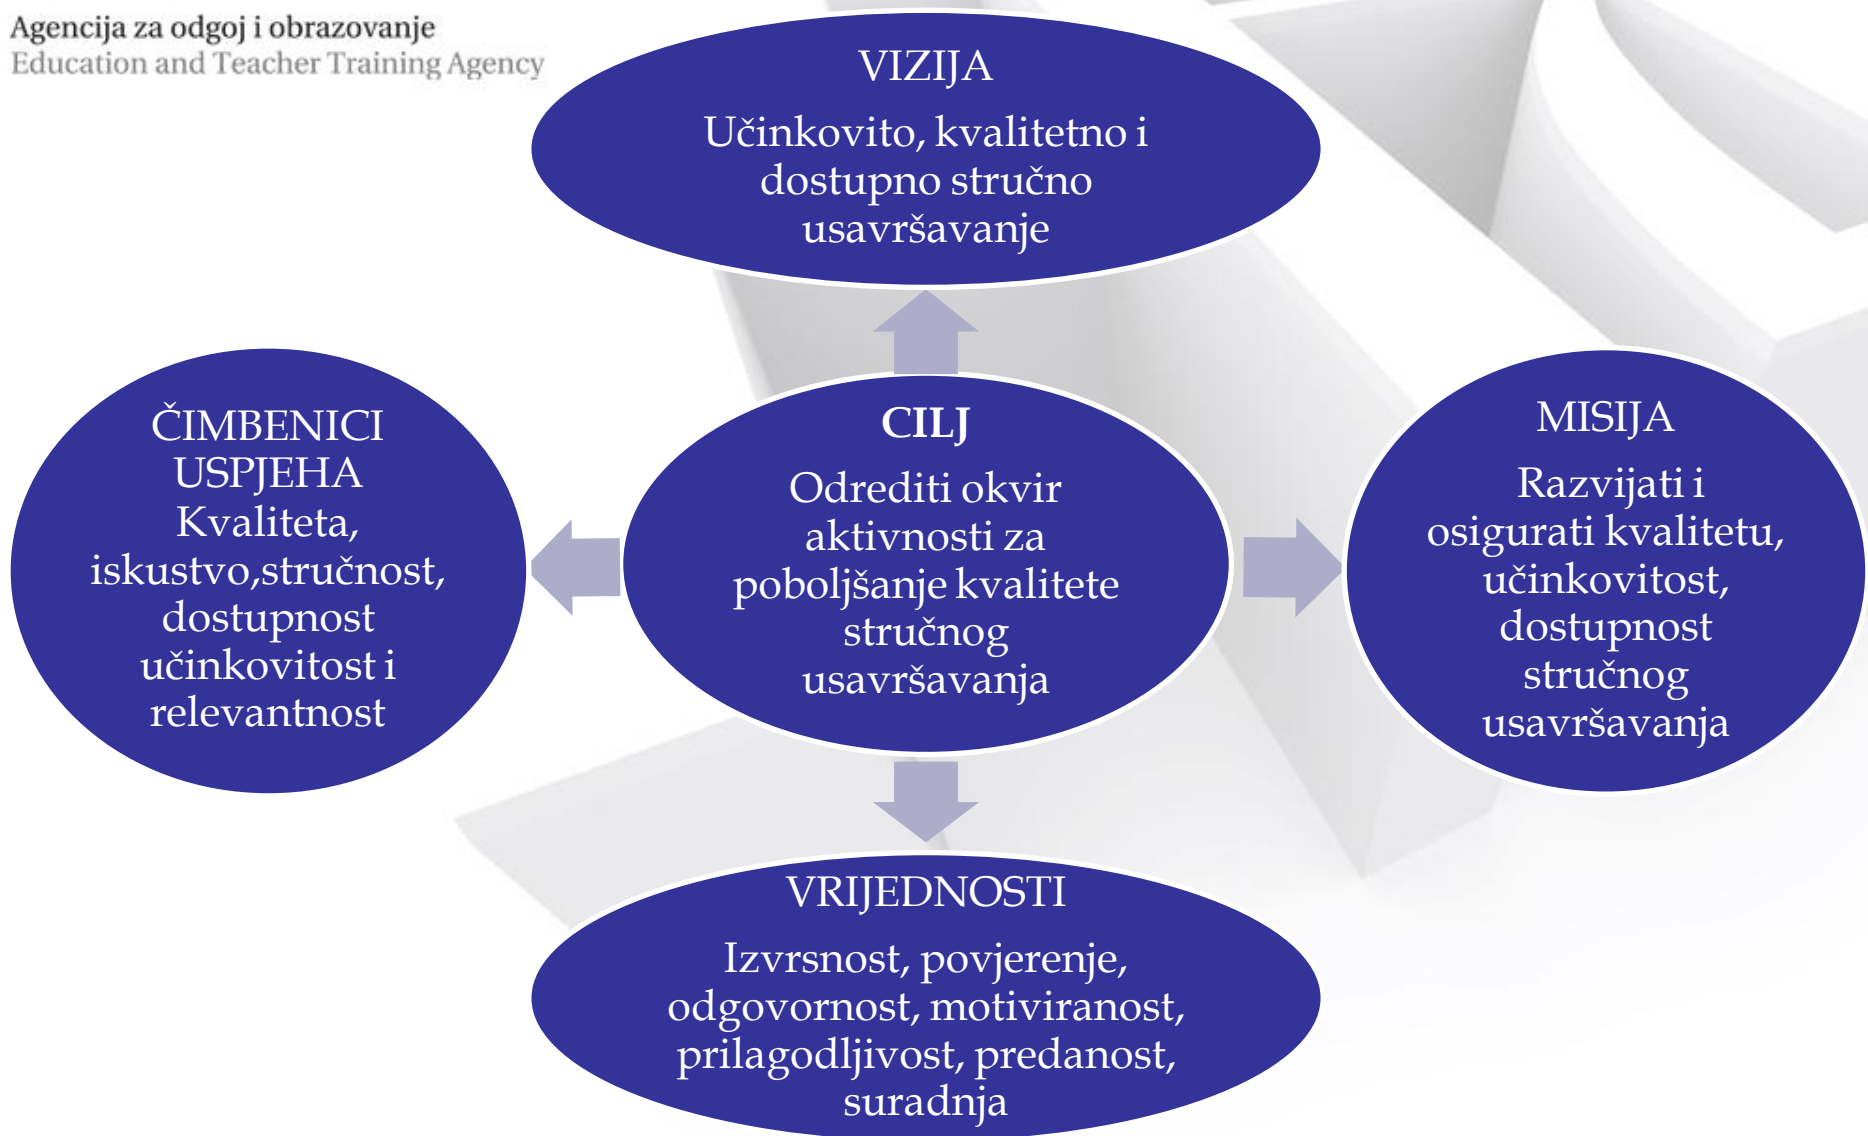 Agencija za odgoj i obrazovanje
Education and Teacher Training Agency
VIZIJA
Učinkovito, kvalitetno i
dostupno stručno
usavršavanje
ČIMBENICI
USPJEHA
Kvaliteta,
iskustvo,stručnost,
dostupnost
učinkovitost i
relevantnost
CILJ
Odrediti okvir
aktivnosti za
poboljšanje kvalitete
stručnog
usavršavanja
MISIJA
Razvijati i
osigurati kvalitetu,
učinkovitost,
dostupnost
stručnog
usavršavanja
VRIJEDNOSTI
Izvrsnost, povjerenje,
odgovornost, motiviranost,
prilagodljivost, predanost,
suradnja